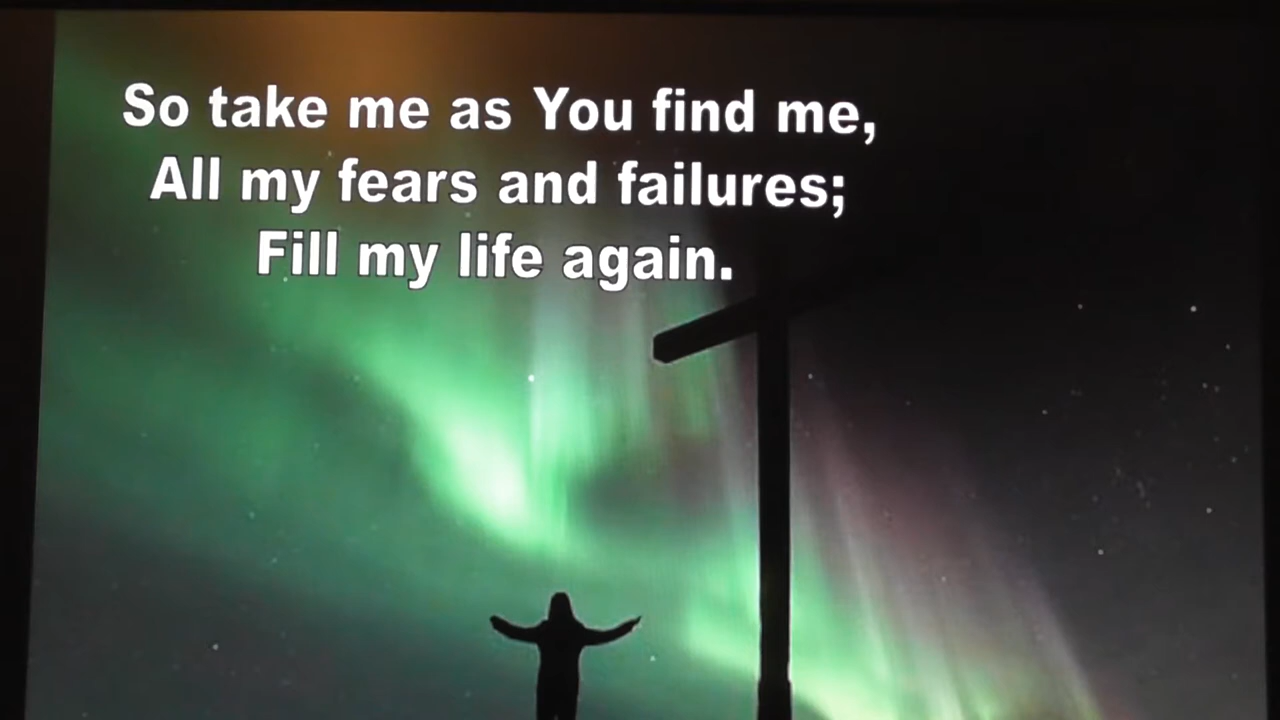 So take me as You find me,
All my fears and failures;
Fill my life again.